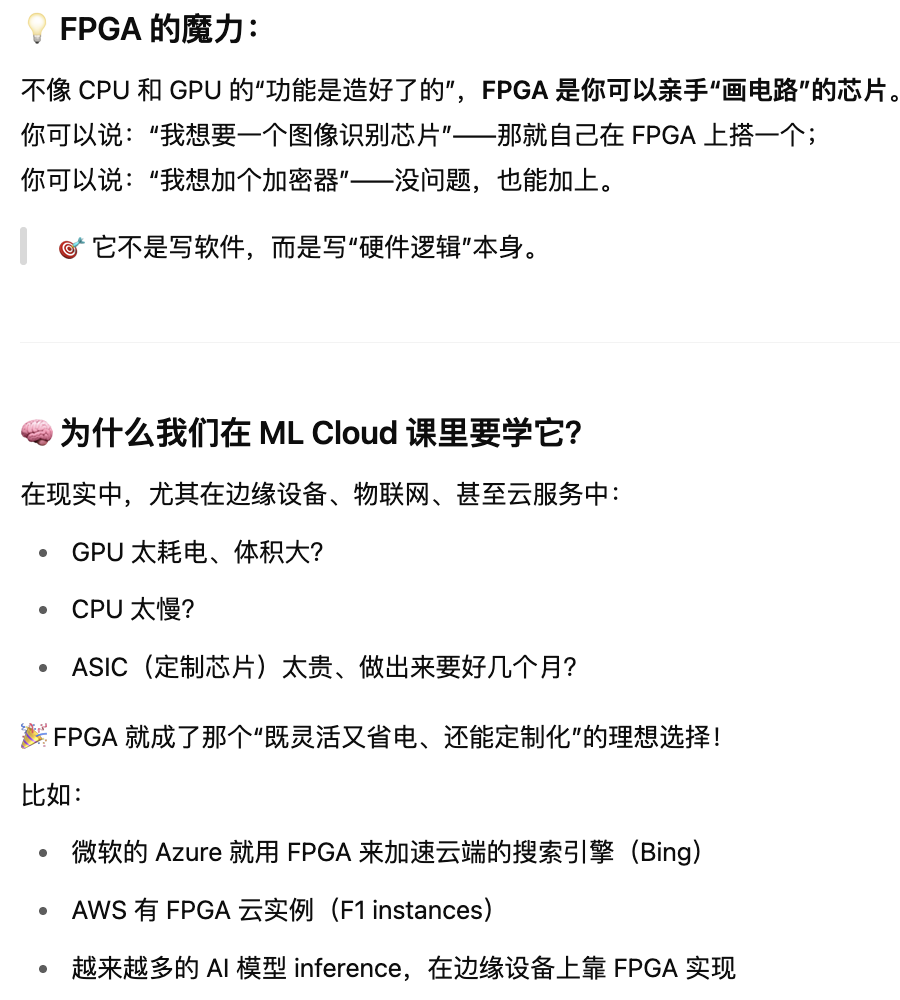 💡 FPGA 的魔力：
不像 CPU 和 GPU 的“功能是造好了的”，FPGA 是你可以亲手“画电路”的芯片。
你可以说：“我想要一个图像识别芯片”——那就自己在 FPGA 上搭一个；
你可以说：“我想加个加密器”——没问题，也能加上。
🎯 它不是写软件，而是写“硬件逻辑”本身。
🧠 为什么我们在 ML Cloud 课里要学它？
在现实中，尤其在边缘设备、物联网、甚至云服务中：
• GPU 太耗电、体积大？
• CPU 太慢？
• ASIC（定制芯片）太贵、做出来要好几个月？
🎉 FPGA 就成了那个“既灵活又省电、还能定制化”的理想选择！
比如：
• 微软的 Azure 就用 FPGA 来加速云端的搜索引擎（Bing）
• AWS 有 FPGA 云实例（F1 instances）
• 越来越多的 AI 模型 inference，在边缘设备上靠 FPGA 实现